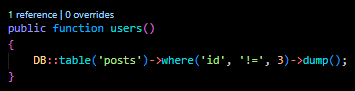 1 reference | 0 overrides
public function users()
{
    DB::table('posts')->where('id', '!=', 3)->dump();
}